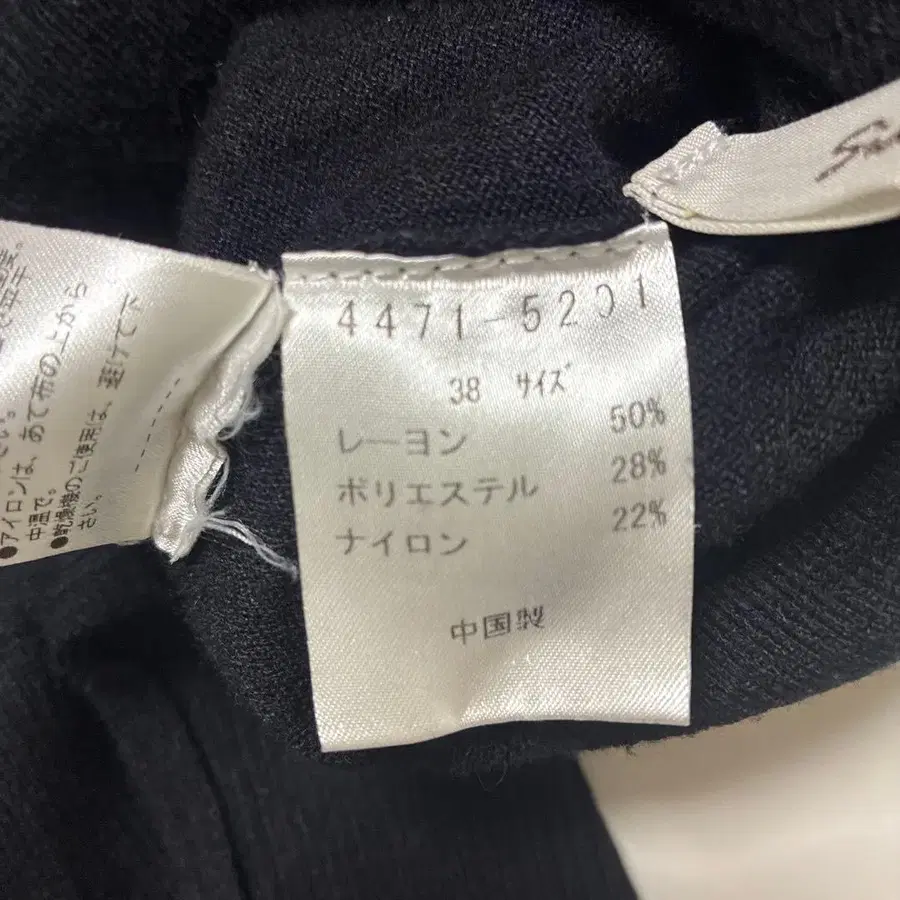 ●アイロンは、あて布の上から
中温で。
●乾燥機のご使用は、避けて下
さい。
4471-5201
38 サイズ
レーヨン 50%
ポリエステル 28%
ナイロン 22%
中国製